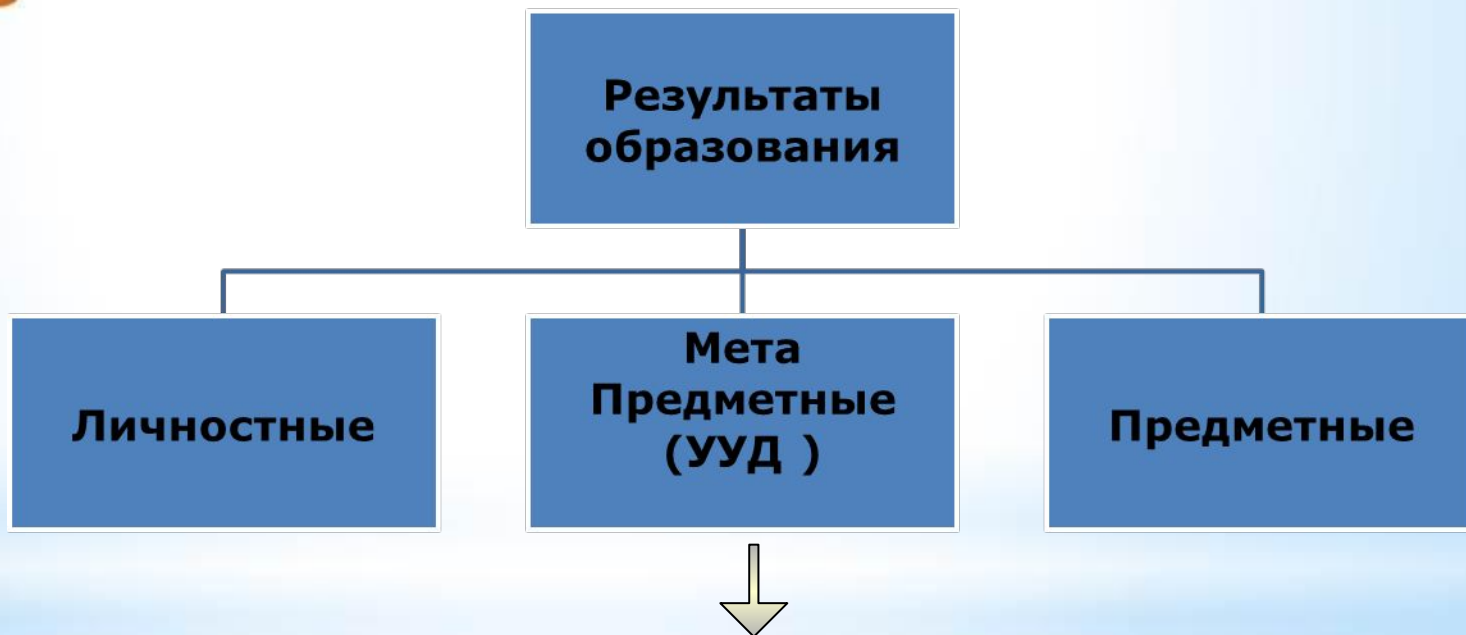 Результаты
образования
Личностные
Мета
Предметные
(УУД )
Предметные